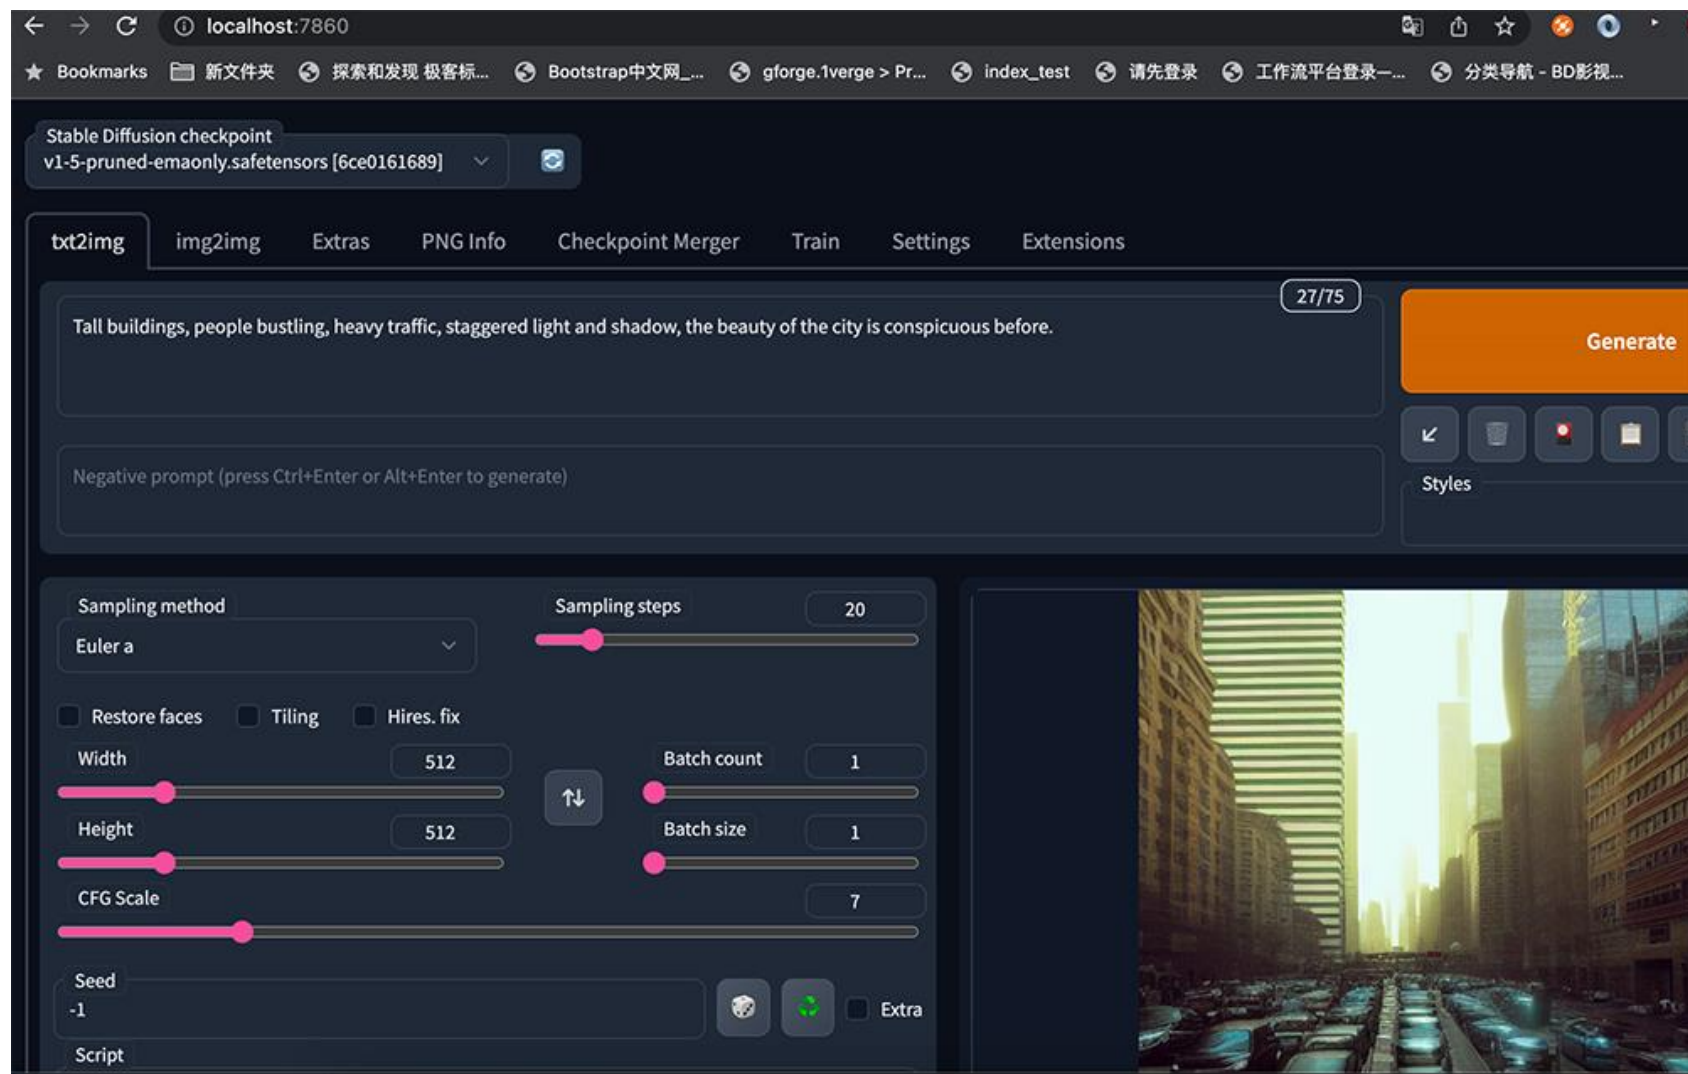 localhost:7860
Bookmarks 新文件夹 探索和发现 极客标... Bootstrap中文网_... gforge.1verge > Pr... index_test 请先登录 工作流平台登录—... 分类导航 - BD影视...
Stable Diffusion checkpoint
v1-5-pruned-emaonly.safetensors [6ce0161689]
txt2img img2img Extras PNG Info Checkpoint Merger Train Settings Extensions
27/75
Tall buildings, people bustling, heavy traffic, staggered light and shadow, the beauty of the city is conspicuous before.
Generate
Negative prompt (press Ctrl+Enter or Alt+Enter to generate)
Styles
Sampling method
Euler a
Sampling steps 20
Restore faces Tiling Hires. fix
Width 512
Batch count 1
Height 512
Batch size 1
CFG Scale 7
Seed
-1
Extra
Script